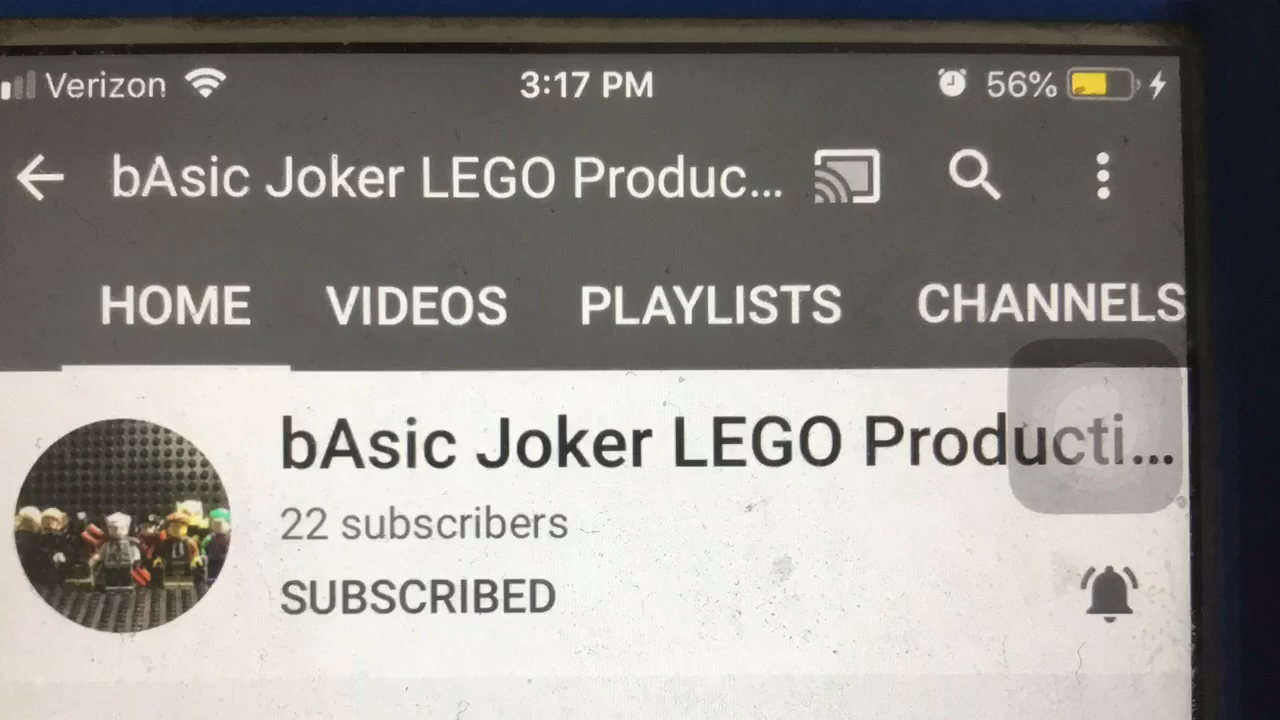 Verizon 3:17 PM 56%
bAsic Joker LEGO Produc...
HOME VIDEOS PLAYLISTS CHANNELS
bAsic Joker LEGO Producti...
22 subscribers
SUBSCRIBED